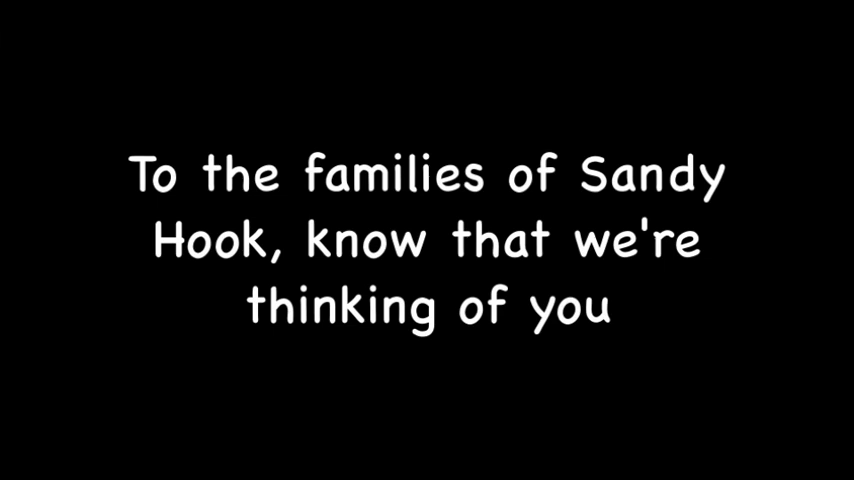 To the families of Sandy
Hook, know that we're
thinking of you